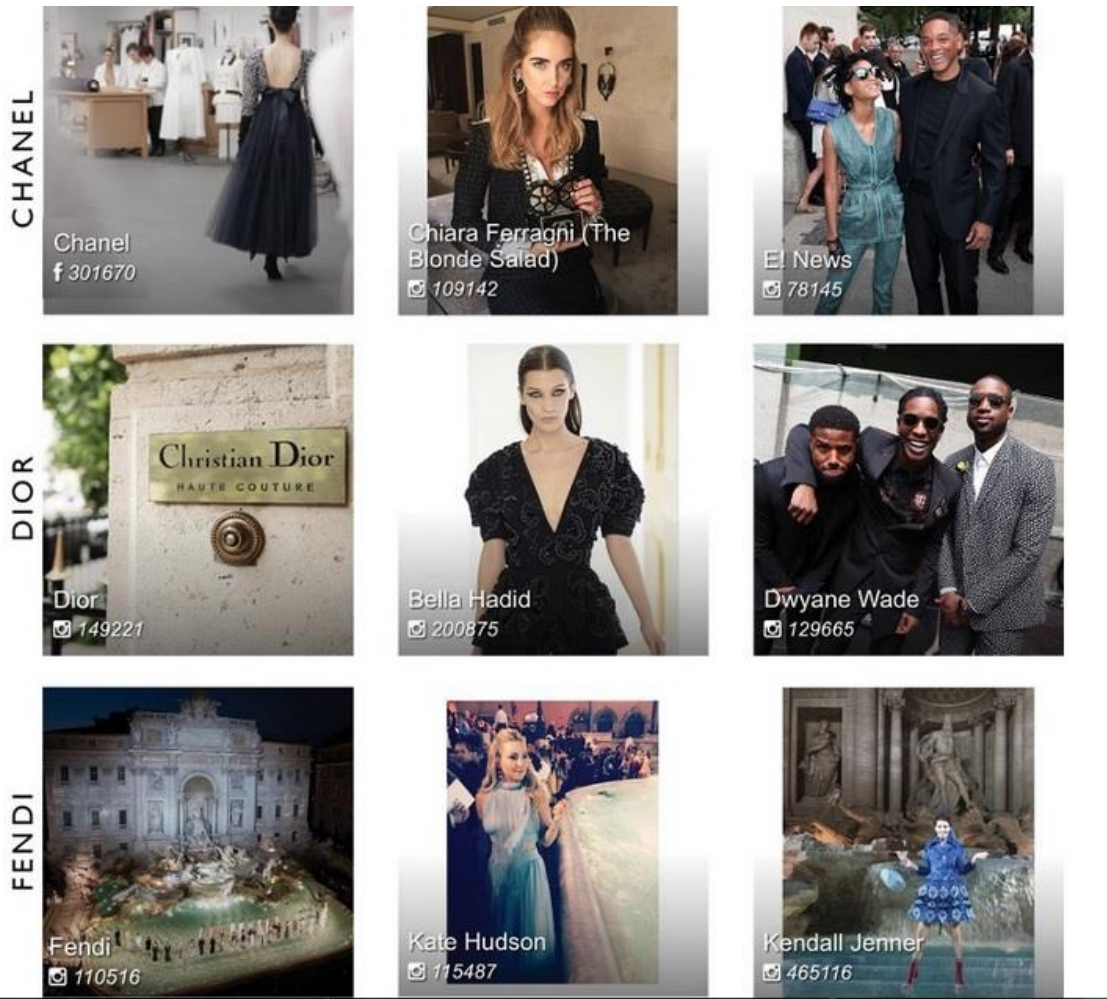 CHANEL
Chanel
f 301670
Chiara Ferragni (The
Blonde Salad)
109142
E! News
78145
DIOR
Christian Dior
HAUTE COUTURE
Dior
149221
Bella Hadid
200875
Dwyane Wade
129665
FENDI
Fendi
110516
Kate Hudson
115487
Kendall Jenner
465116